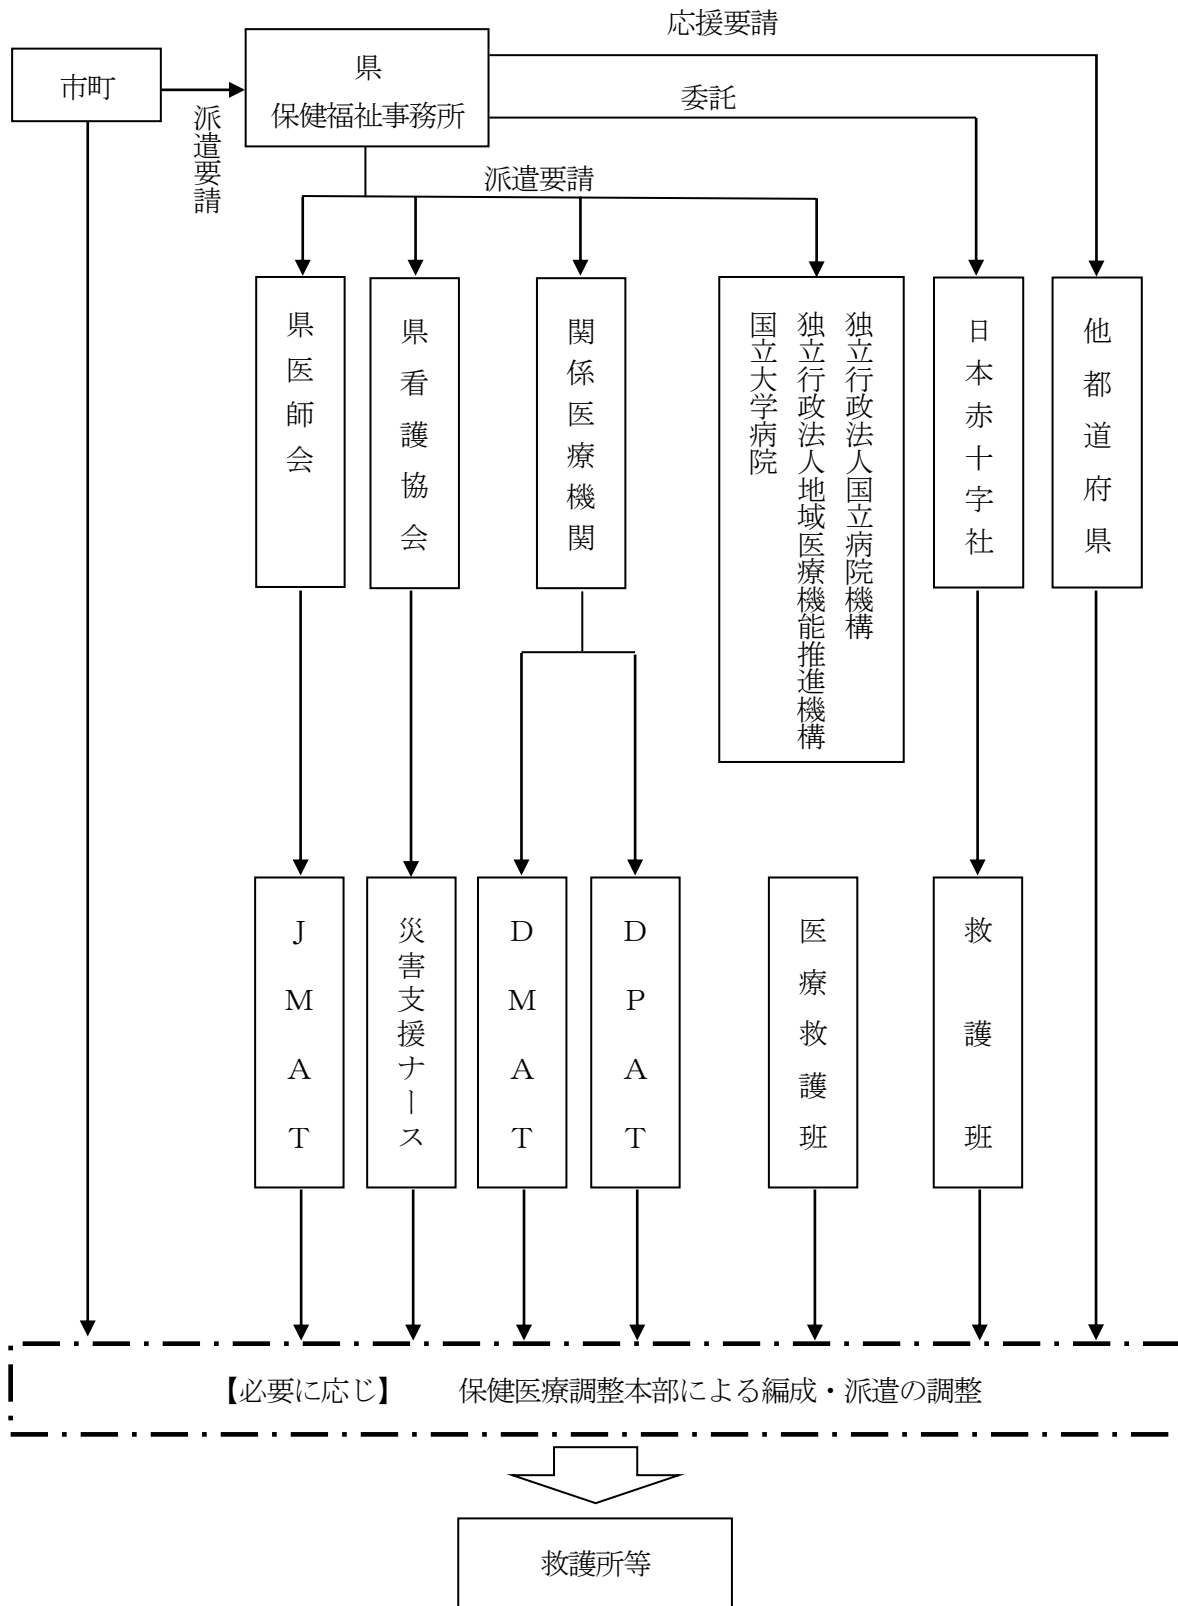 応援要請
県
保健福祉事務所
市町
委託
派遣要請
派遣要請
県医師会
県看護協会
関係医療機関
独立行政法人国立病院機構
独立行政法人地域医療機能推進機構
国立大学病院
日本赤十字社
他都道府県
JMAT
災害支援ナース
DMAT
DPAT
医療救護班
救護班
【必要に応じ】 保健医療調整本部による編成・派遣の調整
救護所等